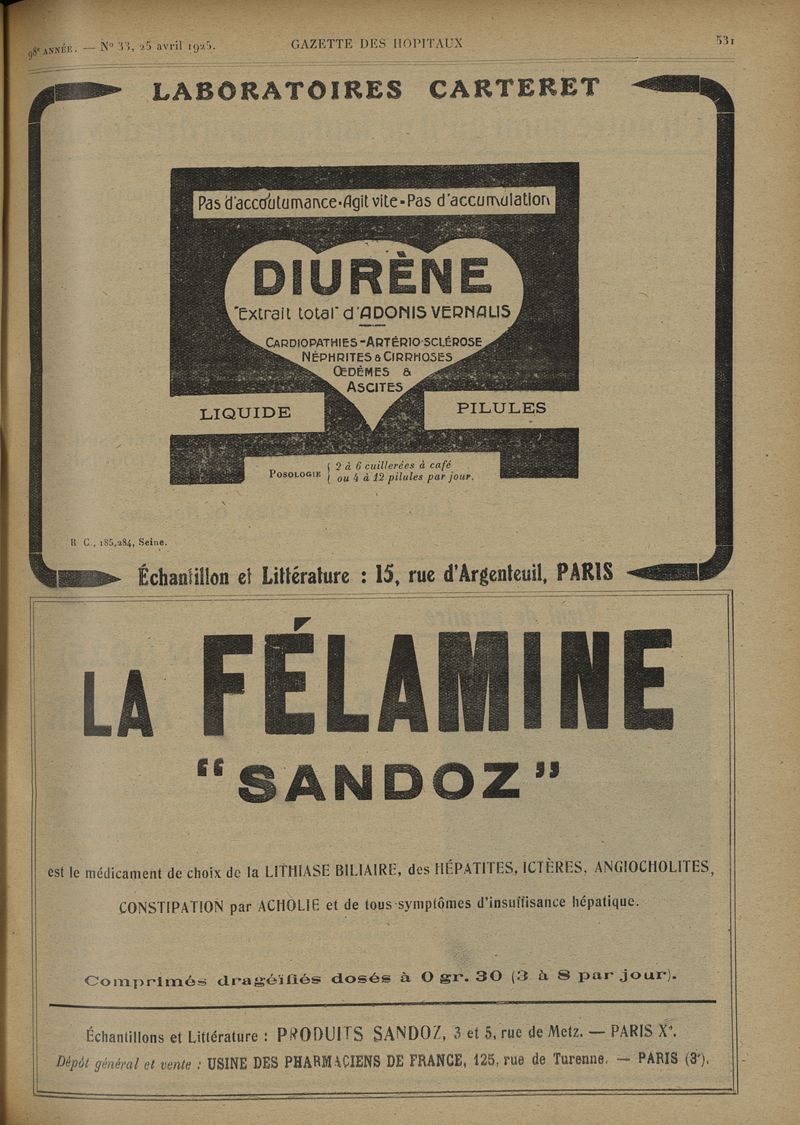 98e ANNÉE. — No 33, 25 avril 1925.
GAZETTE DES HOPITAUX
531
LABORATOIRES CARTERET
Pas d'accoutumance-Agit vite-Pas d'accumulation
DIURÈNE
"Extrait total" d'ADONIS VERNALIS
CARDIOPATHIES-ARTÉRIO-SCLÉROSE
NÉPHRITES & CIRRHOSES
ŒDÈMES &
ASCITES
LIQUIDE
PILULES
POSOLOGIE { 2 à 6 cuillerées à café
ou 4 à 12 pilules par jour.
R C., 185,284, Seine.
Échantillon et Littérature : 15, rue d'Argenteuil, PARIS
LA FÉLAMINE
"SANDOZ"
est le médicament de choix de la LITHIASE BILIAIRE, des HÉPATITES, ICTÈRES, ANGIOCHOLITES,
CONSTIPATION par ACHOLIE et de tous symptômes d'insuffisance hépatique.
Comprimés dragéïfiés dosés à 0 gr. 30 (3 à 8 par jour).
Échantillons et Littérature : PRODUITS SANDOZ, 3 et 5, rue de Metz. — PARIS Xe.
Dépôt général et vente : USINE DES PHARMACIENS DE FRANCE, 125, rue de Turenne. — PARIS (3e).